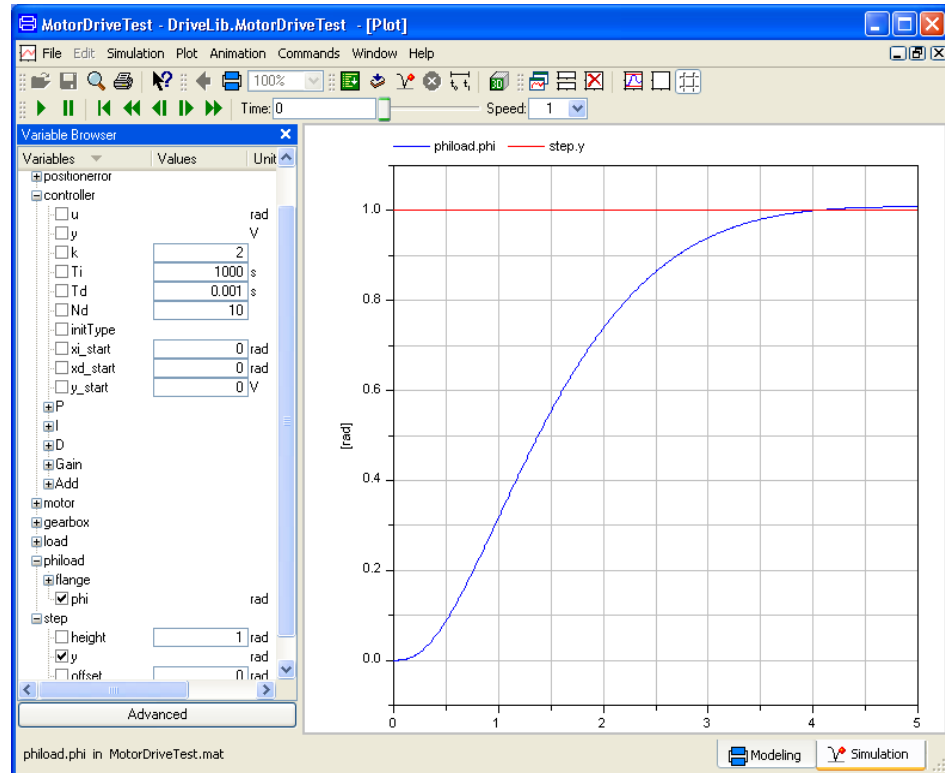 MotorDriveTest - DriveLib.MotorDriveTest - [Plot]
File Edit Simulation Plot Animation Commands Window Help
100%
3D
Time: 0 Speed: 1
Variable Browser
Variables Values Unit
positionerror
controller
u rad
y V
k 2
Ti 1000 s
Td 0.001 s
Nd 10
initType
xi_start 0 rad
xd_start 0 rad
y_start 0 V
P
I
D
Gain
Add
motor
gearbox
load
phiload
flange
phi rad
step
height 1 rad
y rad
offset 0 rad
Advanced
phiload.phi step.y
1.0
0.8
0.6
[rad]
0.4
0.2
0.0
0 1 2 3 4 5
phiload.phi in MotorDriveTest.mat
Modeling Simulation